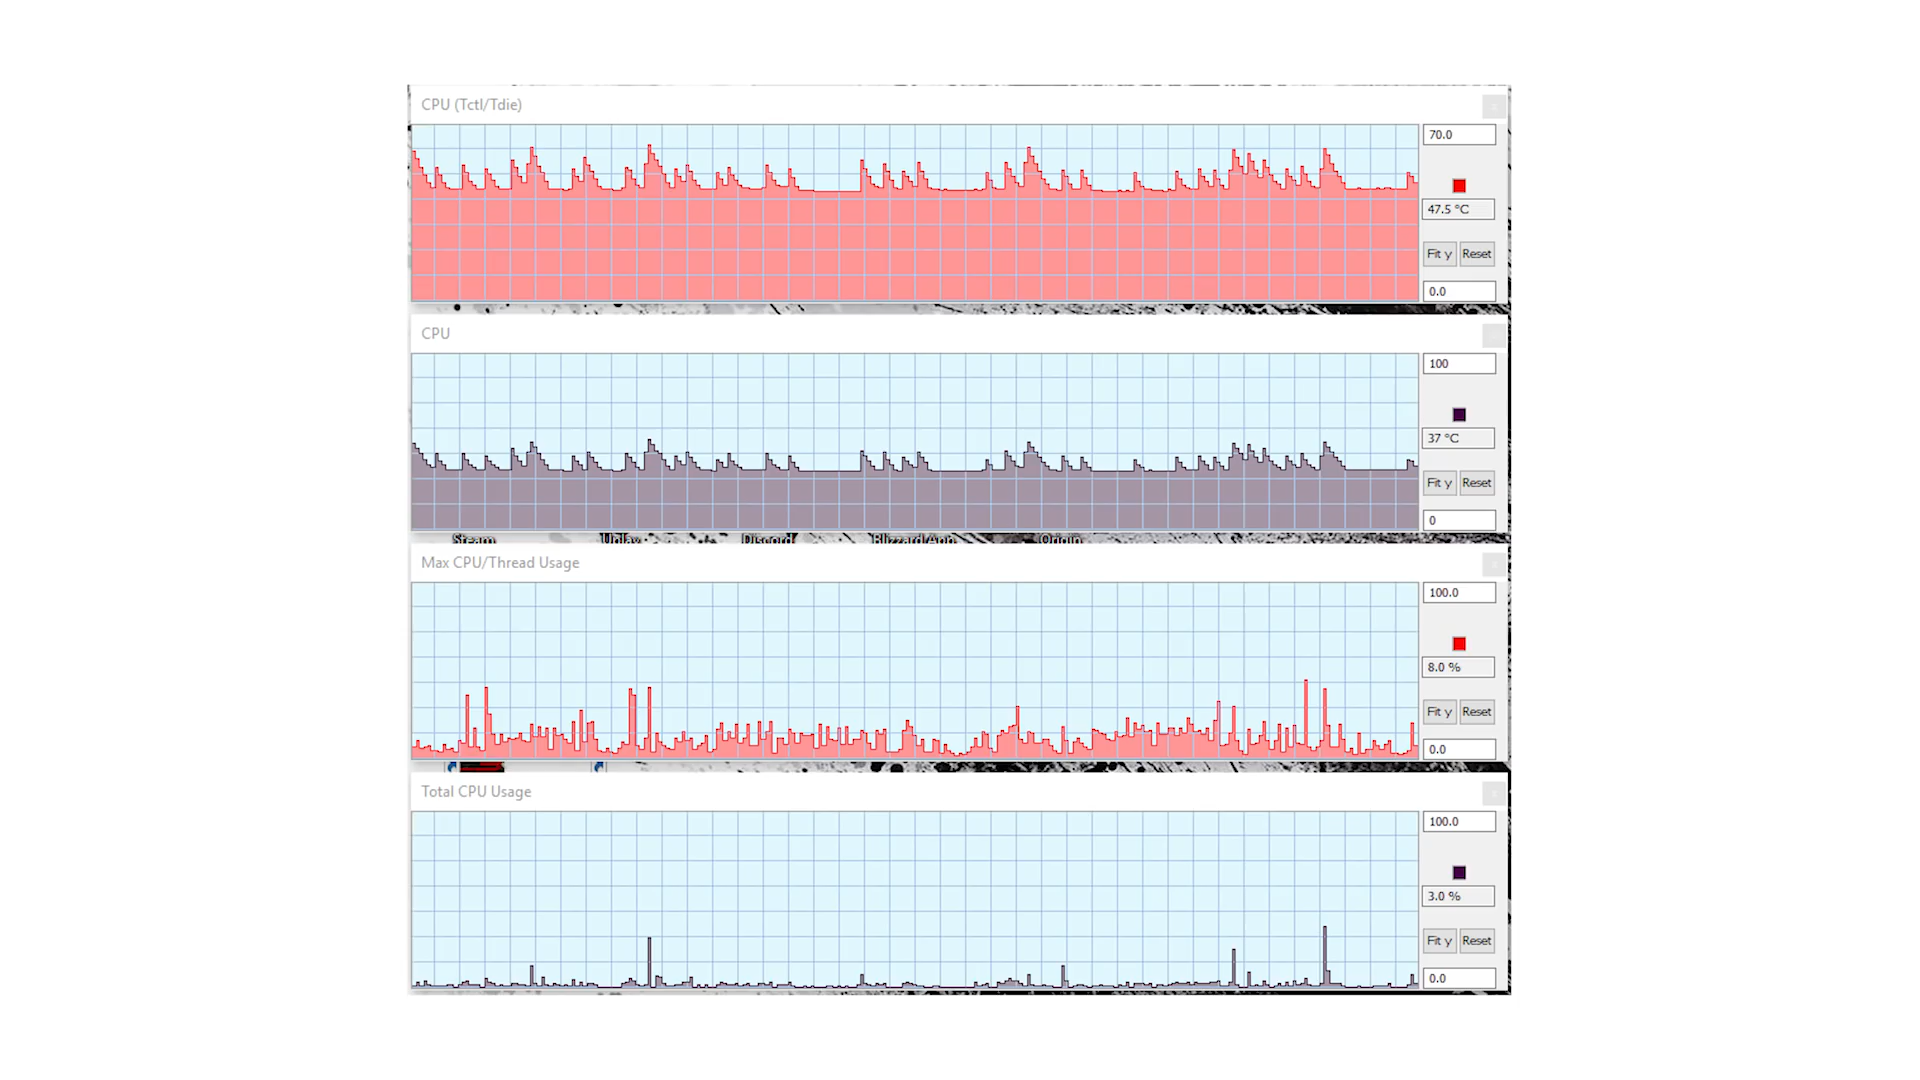 CPU (Tctl/Tdie)
70.0
47.5 °C
Fit y Reset
0.0
CPU
100
37 °C
Fit y Reset
0
Steam Uplay Discord Blizzard App Origin
Max CPU/Thread Usage
100.0
8.0 %
Fit y Reset
0.0
Total CPU Usage
100.0
3.0 %
Fit y Reset
0.0